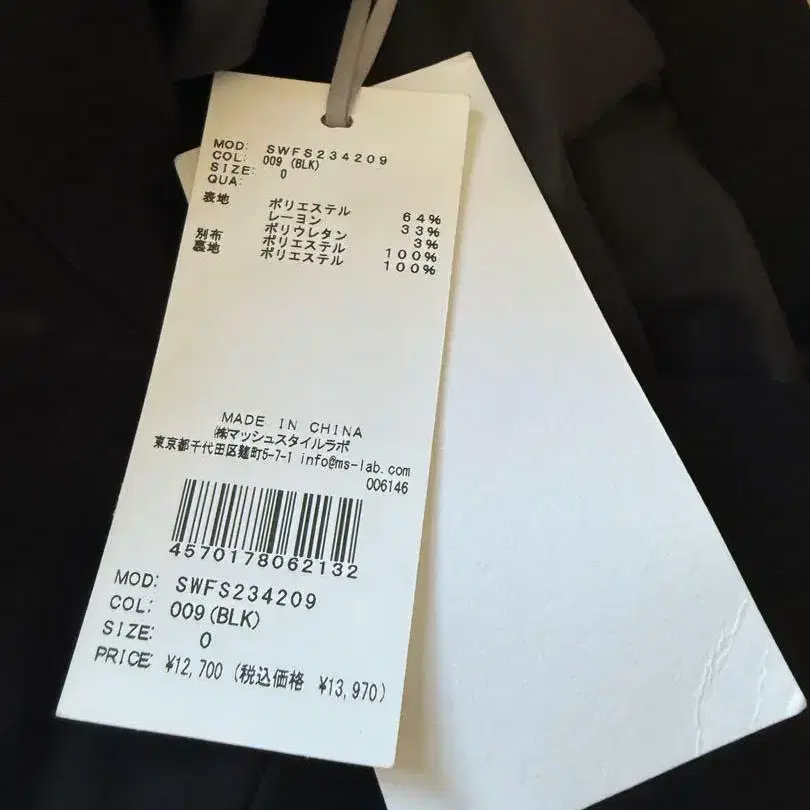 MOD: SWFS234209
COL: 009 (BLK)
SIZE: 0
QUA:
表地 ポリエステル 64%
レーヨン 33%
ポリウレタン 3%
別布 ポリエステル 100%
裏地 ポリエステル 100%
MADE IN CHINA
㈱マッシュスタイルラボ
東京都千代田区麹町5-7-1 info@ms-lab.com
006146
4570178062132
MOD: SWFS234209
COL: 009(BLK)
SIZE: 0
PRICE: ¥12,700 (税込価格 ¥13,970)